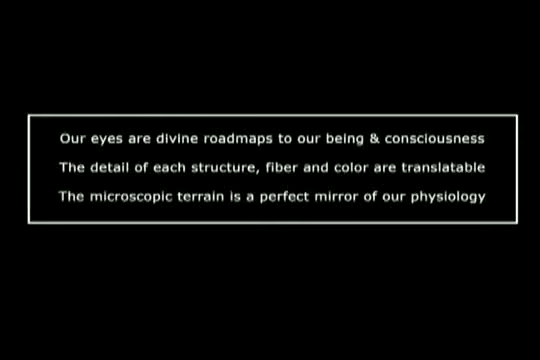 Our eyes are divine roadmaps to our being & consciousness
The detail of each structure, fiber and color are translatable
The microscopic terrain is a perfect mirror of our physiology